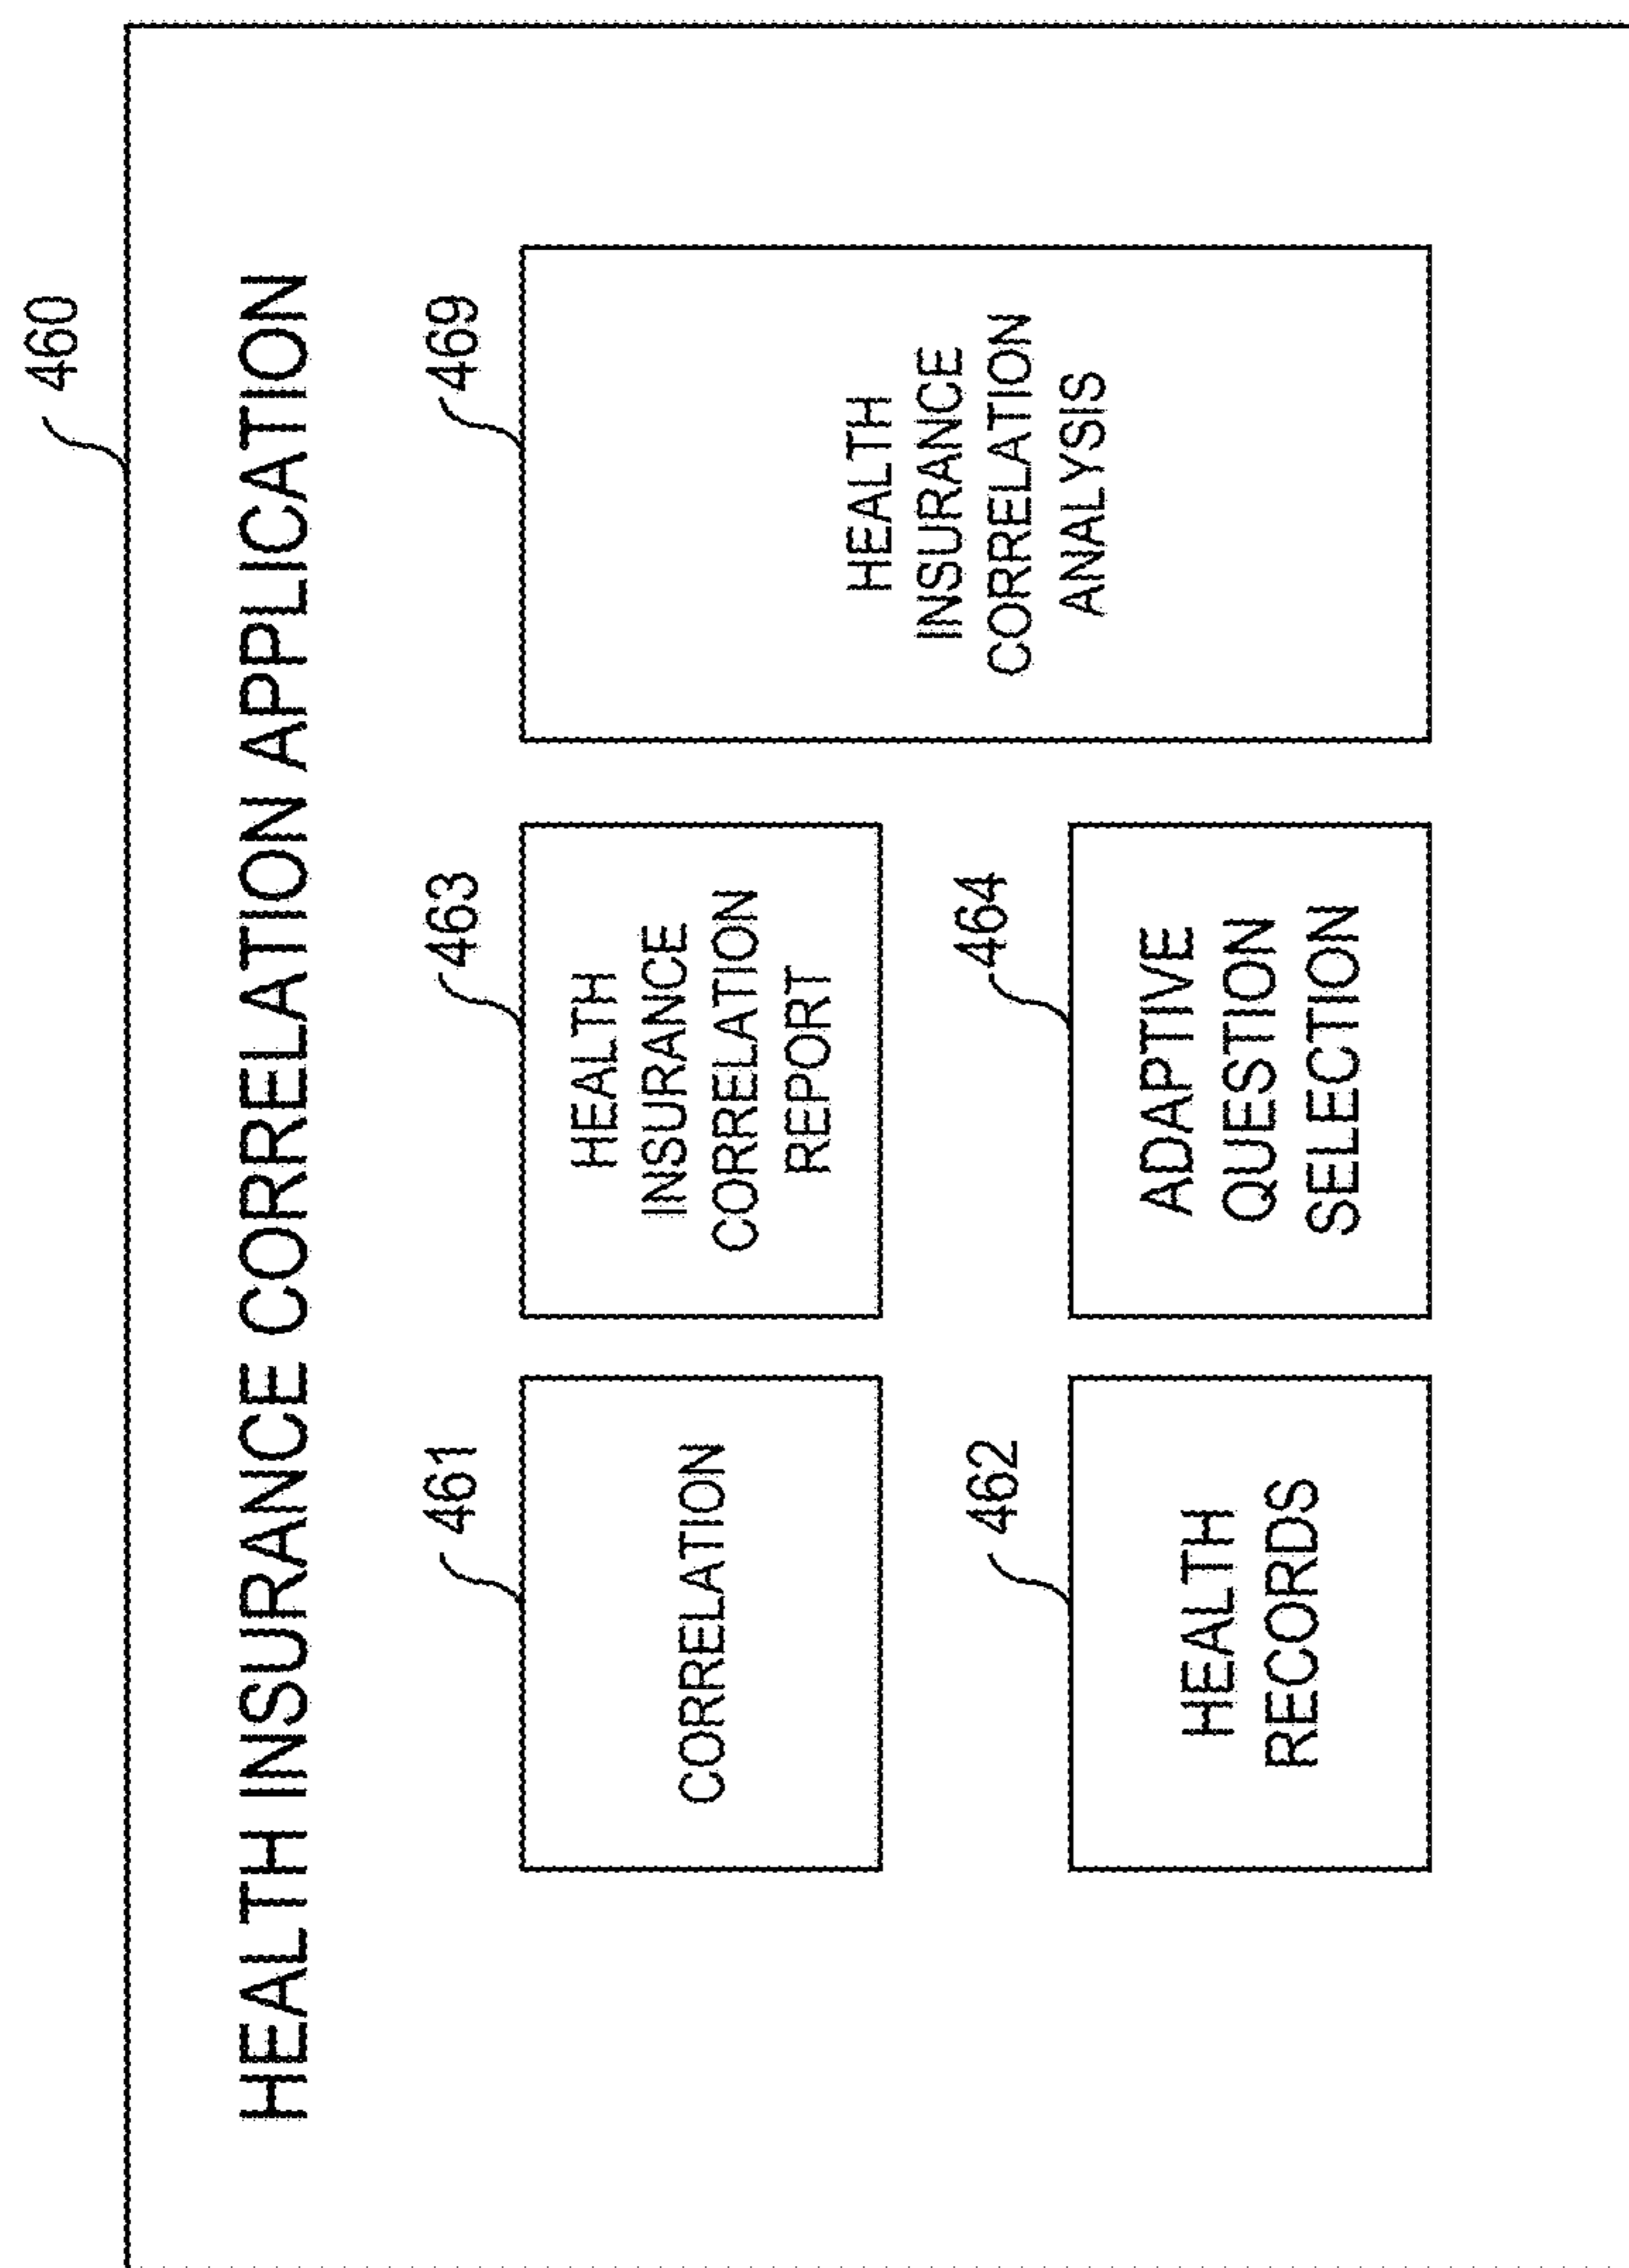 460
HEALTH INSURANCE CORRELATION APPLICATION
461
CORRELATION
463
HEALTH
INSURANCE
CORRELATION
REPORT
469
HEALTH
INSURANCE
CORRELATION
ANALYSIS
462
HEALTH
RECORDS
464
ADAPTIVE
QUESTION
SELECTION